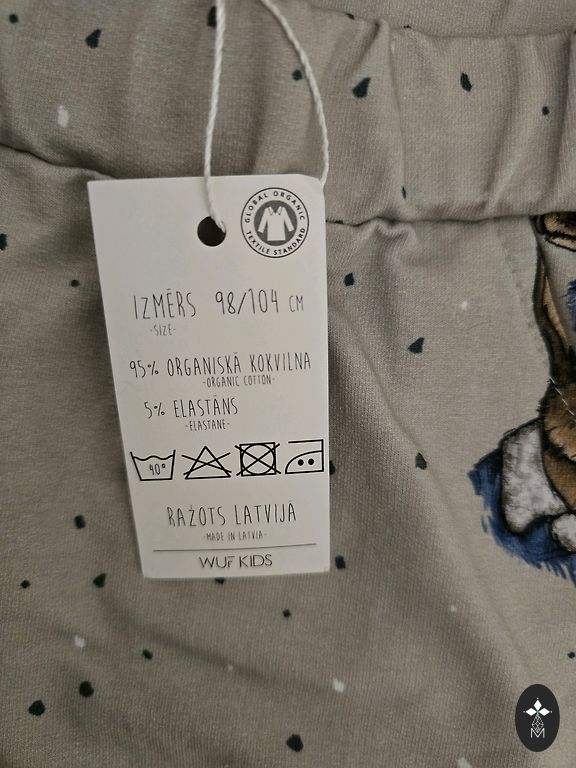 GLOBAL ORGANIC
TEXTILE STANDARD
IZMĒRS 98/104 CM
-SIZE-
95% ORGANISKĀ KOKVILNA
-ORGANIC COTTON-
5% ELASTĀNS
-ELASTANE-
40°
RAŽOTS LATVIJĀ
-MADE IN LATVIA-
WUF KIDS
M